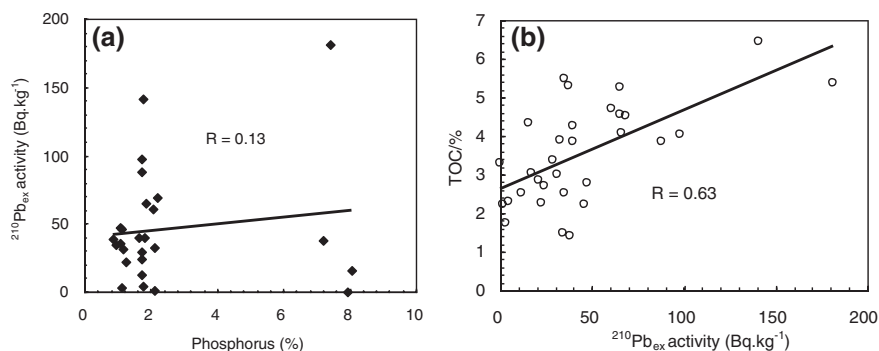 (a)
200
150
100
50
0
²¹⁰Pbₑₓ activity (Bq.kg⁻¹)
R = 0.13
0 2 4 6 8 10
Phosphorus (%)
(b)
7
6
5
4
3
2
1
0
TOC/%
R = 0.63
0 50 100 150 200
²¹⁰Pbₑₓ activity (Bq.kg⁻¹)